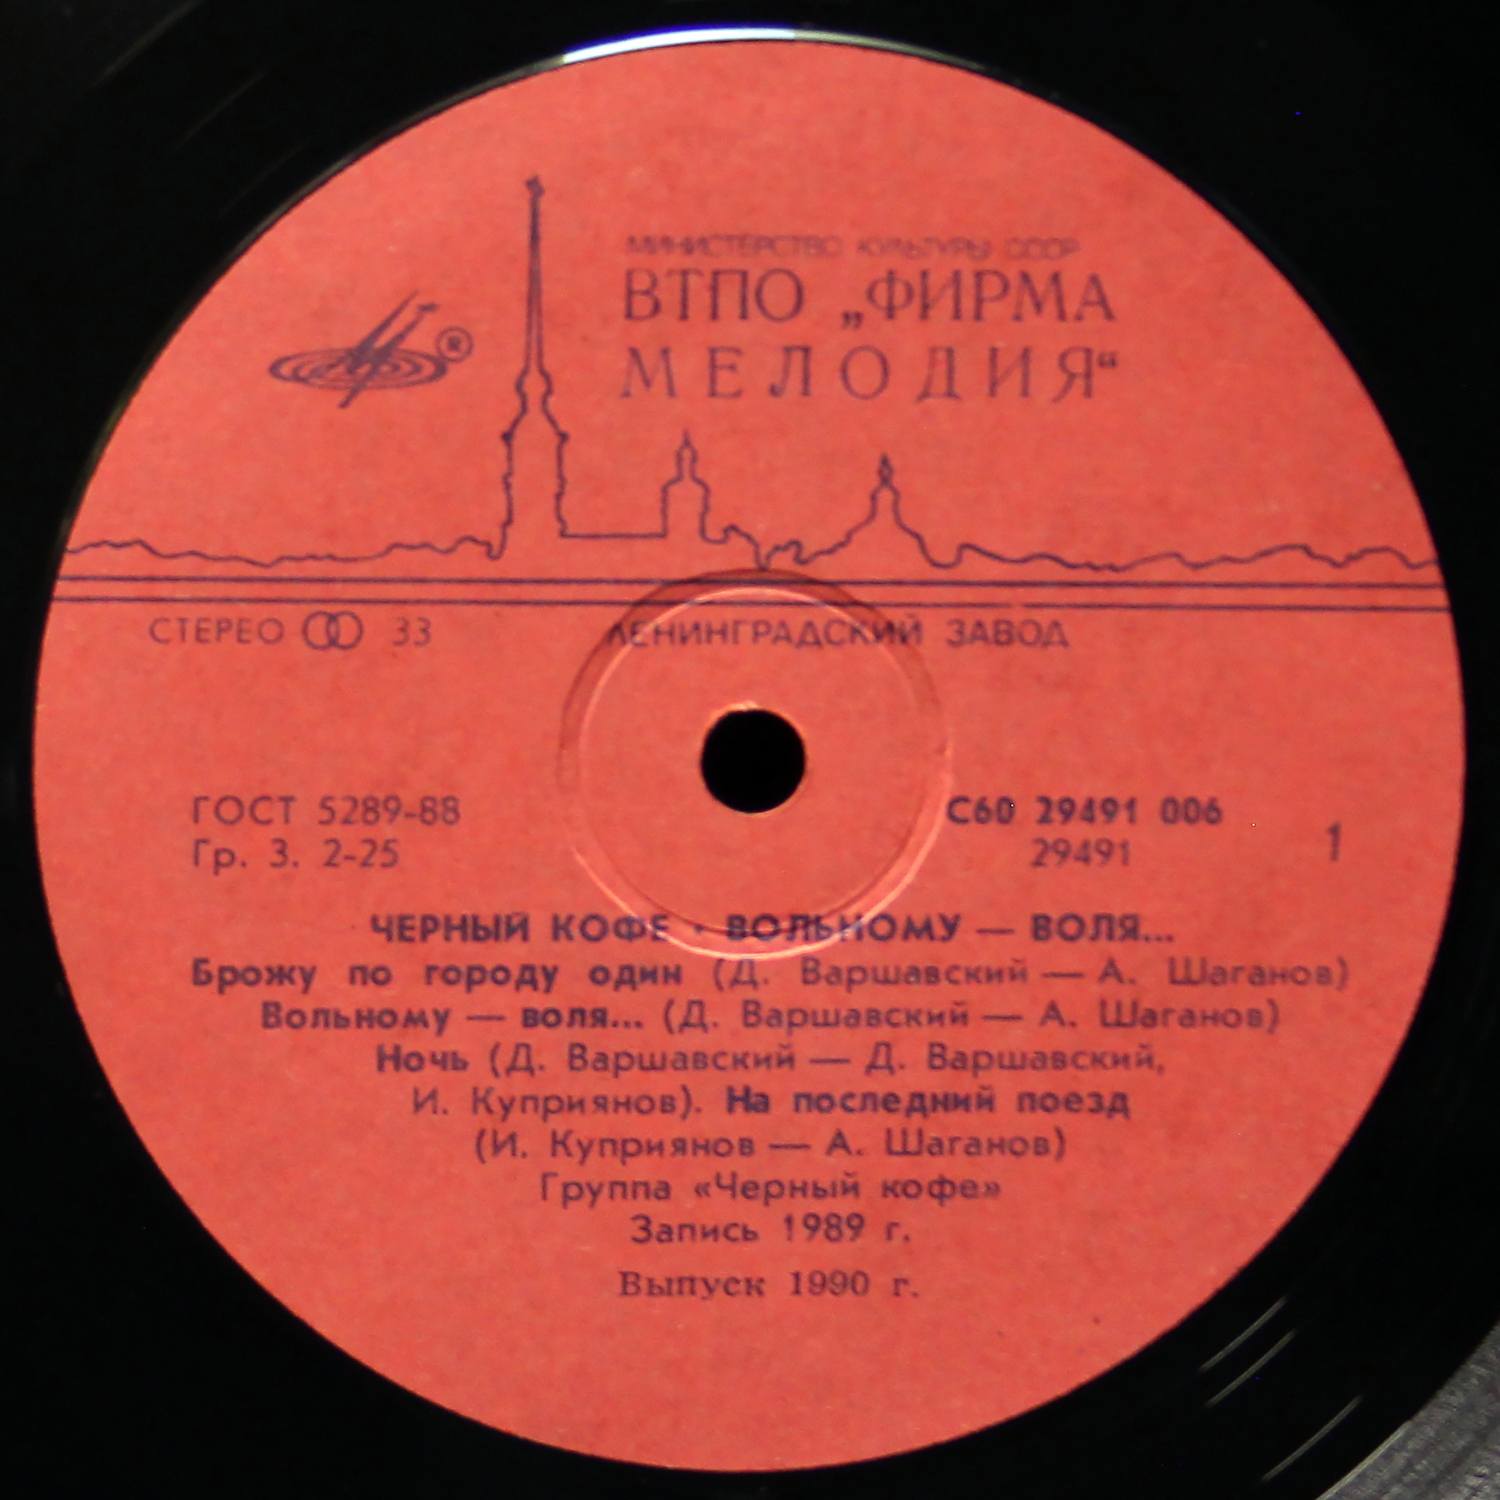 МИНИСТЕРСТВО КУЛЬТУРЫ СССР
ВТПО „ФИРМА
МЕЛОДИЯ“
®
СТЕРЕО 33 ЛЕНИНГРАДСКИЙ ЗАВОД
ГОСТ 5289-88 С60 29491 006
Гр. 3. 2-25 29491 1
ЧЕРНЫЙ КОФЕ · ВОЛЬНОМУ — ВОЛЯ...
Брожу по городу один (Д. Варшавский — А. Шаганов)
Вольному — воля... (Д. Варшавский — А. Шаганов)
Ночь (Д. Варшавский — Д. Варшавский,
И. Куприянов). На последний поезд
(И. Куприянов — А. Шаганов)
Группа «Черный кофе»
Запись 1989 г.
Выпуск 1990 г.